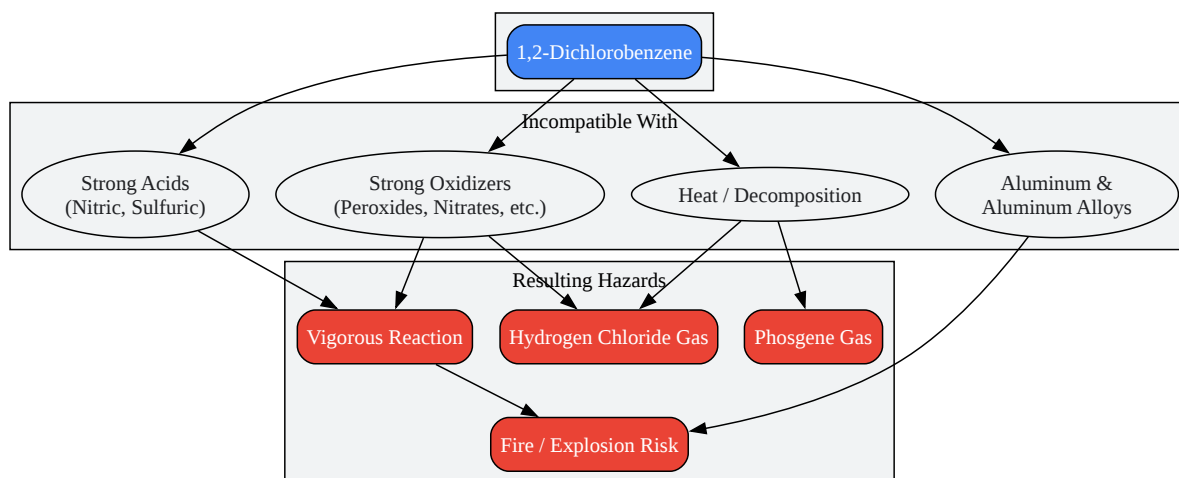 1,2-Dichlorobenzene
Incompatible With
Strong Acids
(Nitric, Sulfuric)
Strong Oxidizers
(Peroxides, Nitrates, etc.)
Heat / Decomposition
Aluminum &
Aluminum Alloys
Resulting Hazards
Vigorous Reaction
Hydrogen Chloride Gas
Phosgene Gas
Fire / Explosion Risk